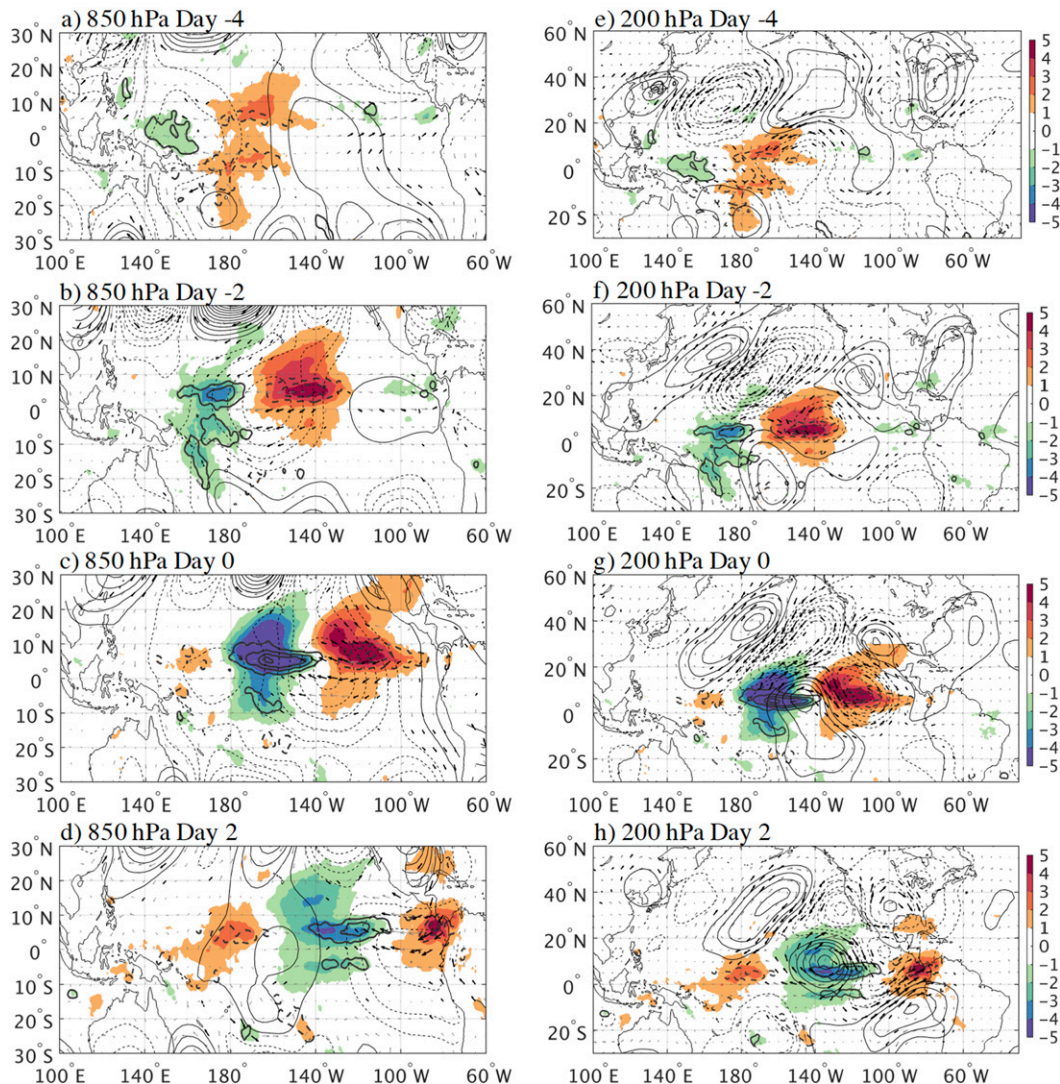 a) 850 hPa Day -4
30°N
20°N
10°N
0°
10°S
20°S
30°S
100°E 140°E 180° 140°W 100°W 60°W
e) 200 hPa Day -4
60°N
40°N
20°N
0°
20°S
100°E 140°E 180° 140°W 100°W 60°W
5
4
3
2
1
0
-1
-2
-3
-4
-5
b) 850 hPa Day -2
30°N
20°N
10°N
0°
10°S
20°S
30°S
100°E 140°E 180° 140°W 100°W 60°W
f) 200 hPa Day -2
60°N
40°N
20°N
0°
20°S
100°E 140°E 180° 140°W 100°W 60°W
5
4
3
2
1
0
-1
-2
-3
-4
-5
c) 850 hPa Day 0
30°N
20°N
10°N
0°
10°S
20°S
30°S
100°E 140°E 180° 140°W 100°W 60°W
g) 200 hPa Day 0
60°N
40°N
20°N
0°
20°S
100°E 140°E 180° 140°W 100°W 60°W
5
4
3
2
1
0
-1
-2
-3
-4
-5
d) 850 hPa Day 2
30°N
20°N
10°N
0°
10°S
20°S
30°S
100°E 140°E 180° 140°W 100°W 60°W
h) 200 hPa Day 2
60°N
40°N
20°N
0°
20°S
100°E 140°E 180° 140°W 100°W 60°W
5
4
3
2
1
0
-1
-2
-3
-4
-5